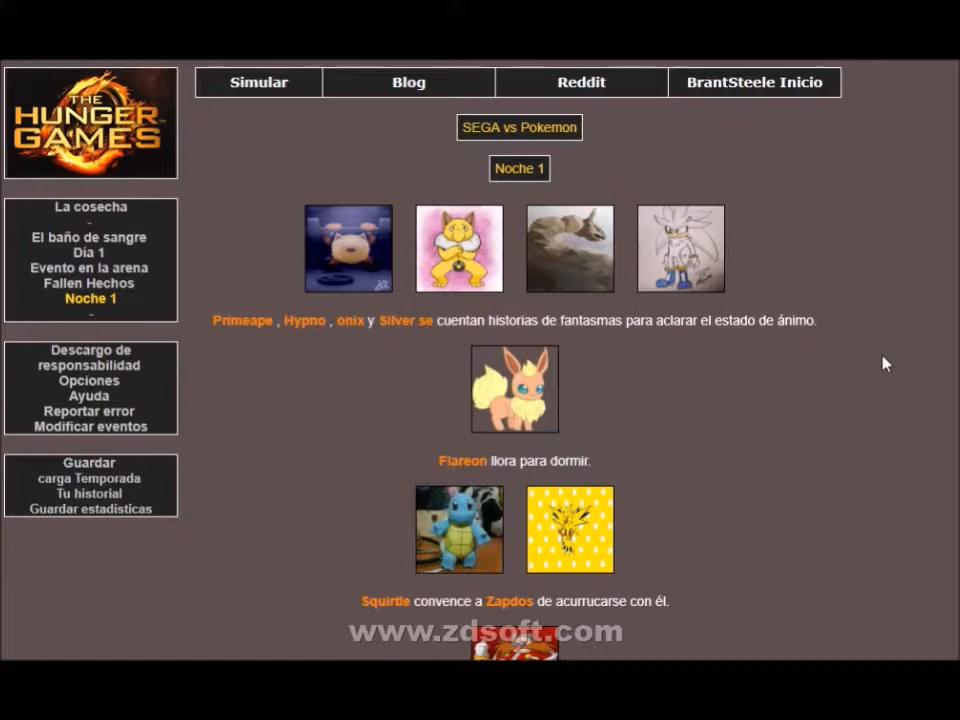 THE
HUNGER
GAMES
Simular
Blog
Reddit
BrantSteele Inicio
SEGA vs Pokemon
Noche 1
La cosecha
-
El baño de sangre
Día 1
Evento en la arena
Fallen Hechos
Noche 1
-
Descargo de
responsabilidad
Opciones
Ayuda
Reportar error
Modificar eventos
Guardar
carga Temporada
Tu historial
Guardar estadisticas
Primeape , Hypno , onix y Silver se cuentan historias de fantasmas para aclarar el estado de ánimo.
Flareon llora para dormir.
Squirtle convence a Zapdos de acurrucarse con él.
www.zdsoft.com